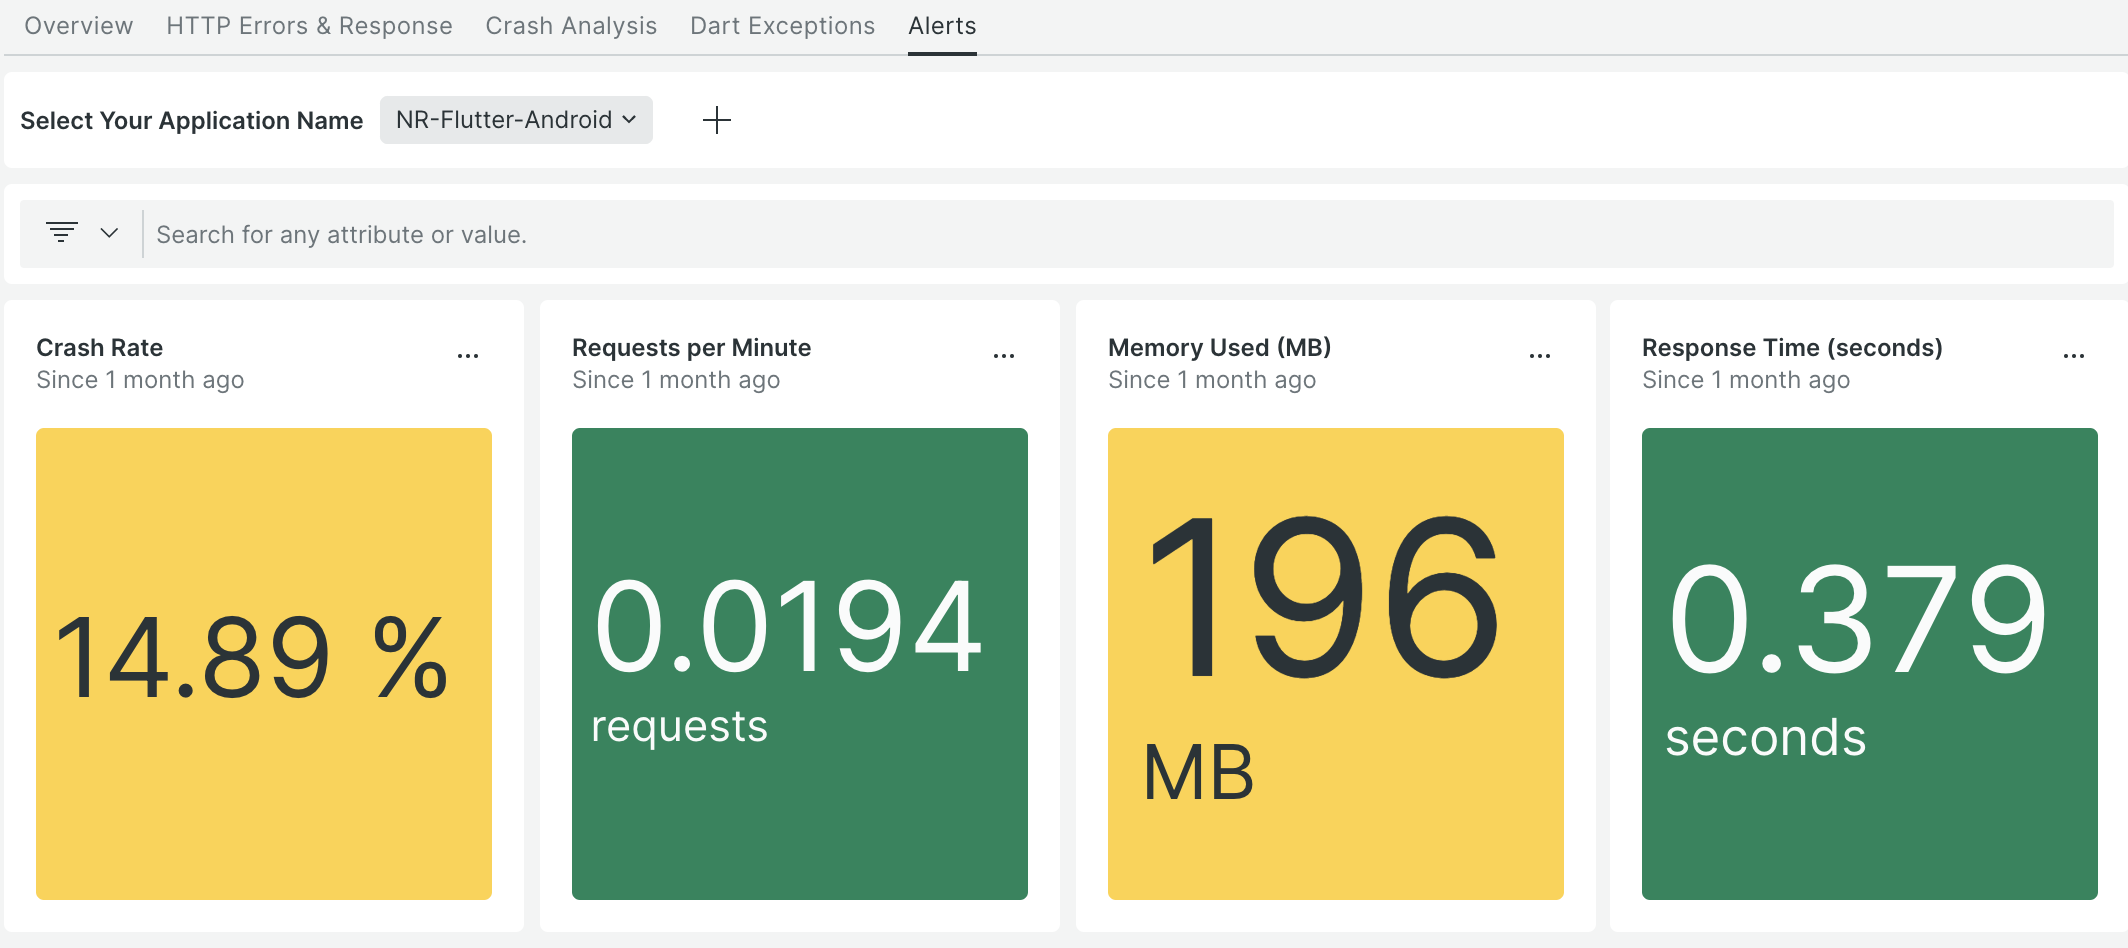 Overview HTTP Errors & Response Crash Analysis Dart Exceptions Alerts
Select Your Application Name NR-Flutter-Android
Search for any attribute or value.
Crash Rate
Since 1 month ago
14.89 %
Requests per Minute
Since 1 month ago
0.0194
requests
Memory Used (MB)
Since 1 month ago
196
MB
Response Time (seconds)
Since 1 month ago
0.379
seconds